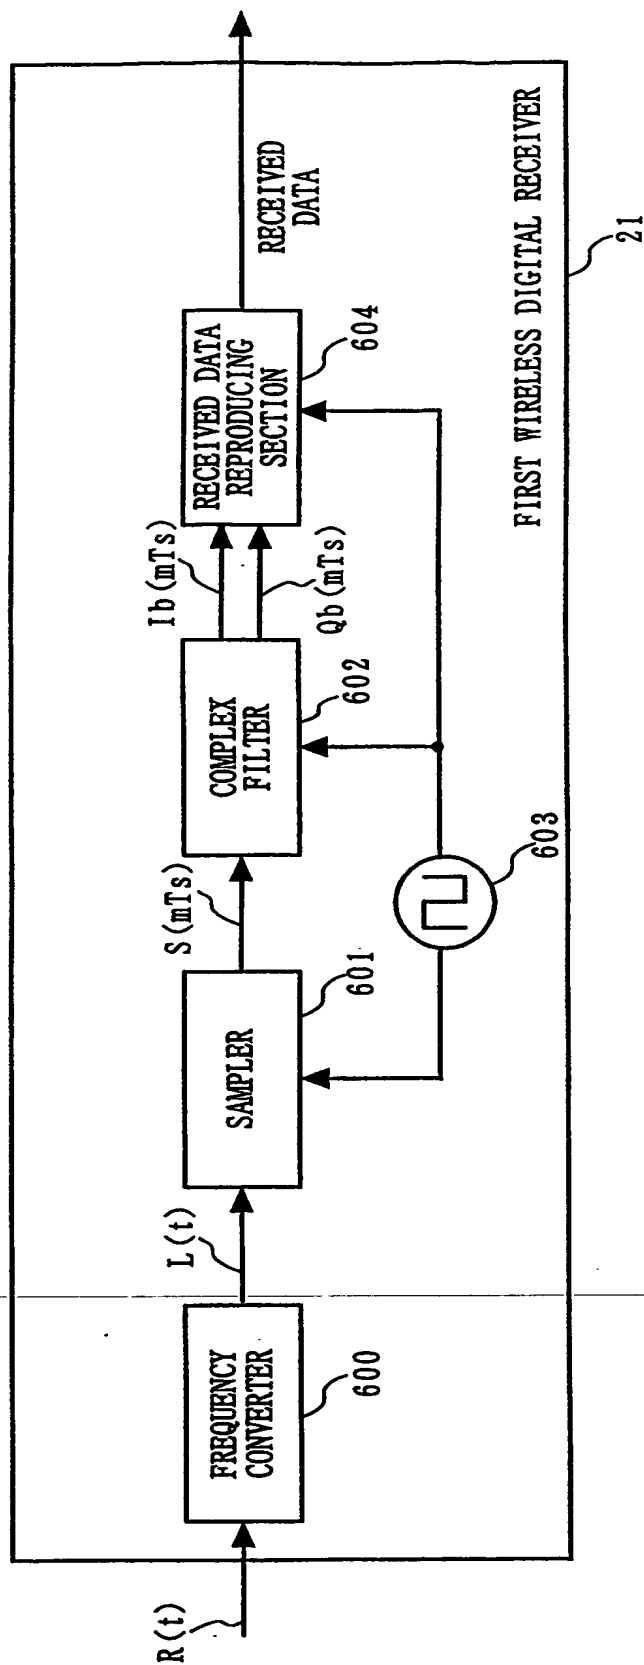 R(t)
FREQUENCY
CONVERTER
600
L(t)
SAMPLER
601
S(mTs)
COMPLEX
FILTER
602
Ib(mTs)
Qb(mTs)
RECEIVED DATA
REPRODUCING
SECTION
604
RECEIVED
DATA
603
FIRST WIRELESS DIGITAL RECEIVER
21